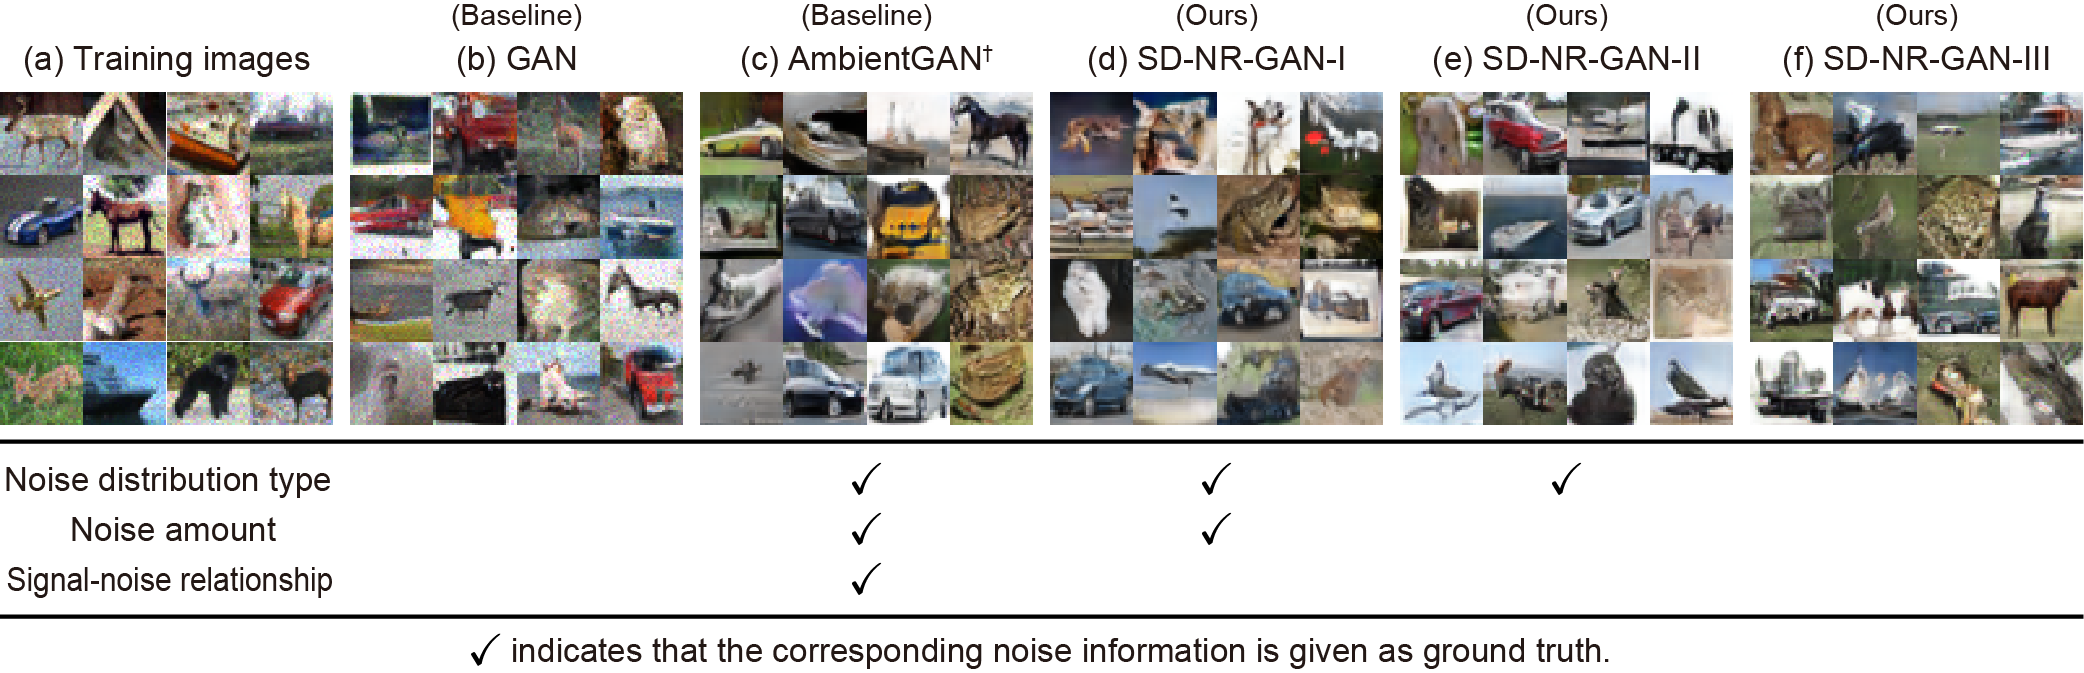 (Baseline) (Baseline) (Ours) (Ours) (Ours)
(a) Training images (b) GAN (c) AmbientGAN† (d) SD-NR-GAN-I (e) SD-NR-GAN-II (f) SD-NR-GAN-III
Noise distribution type ✓ ✓ ✓
Noise amount ✓ ✓
Signal-noise relationship ✓
✓ indicates that the corresponding noise information is given as ground truth.